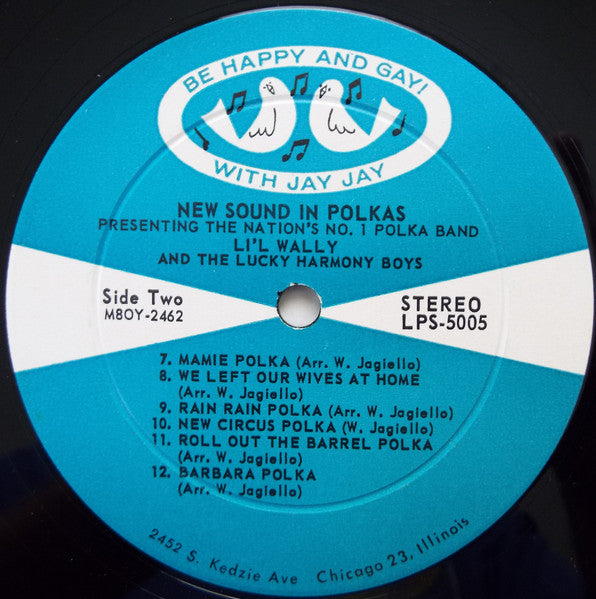 BE HAPPY AND GAY!
WITH JAY JAY
NEW SOUND IN POLKAS
PRESENTING THE NATION'S NO. 1 POLKA BAND
LI'L WALLY
AND THE LUCKY HARMONY BOYS
Side Two
M8OY-2462
STEREO
LPS-5005
7. MAMIE POLKA (Arr. W. Jagiello)
8. WE LEFT OUR WIVES AT HOME
(Arr. W. Jagiello)
9. RAIN RAIN POLKA (Arr. W. Jagiello)
10. NEW CIRCUS POLKA (W. Jagiello)
11. ROLL OUT THE BARREL POLKA
(Arr. W. Jagiello)
12. BARBARA POLKA
(Arr. W. Jagiello)
2452 S. Kedzie Ave Chicago 23, Illinois